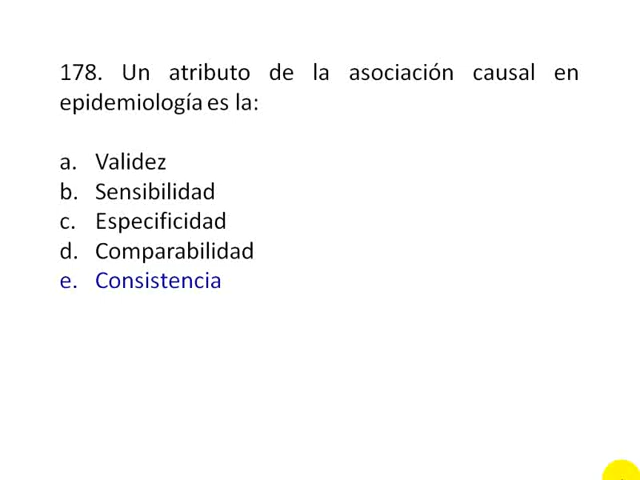 178. Un atributo de la asociación causal en
epidemiología es la:
a. Validez
b. Sensibilidad
c. Especificidad
d. Comparabilidad
e. Consistencia